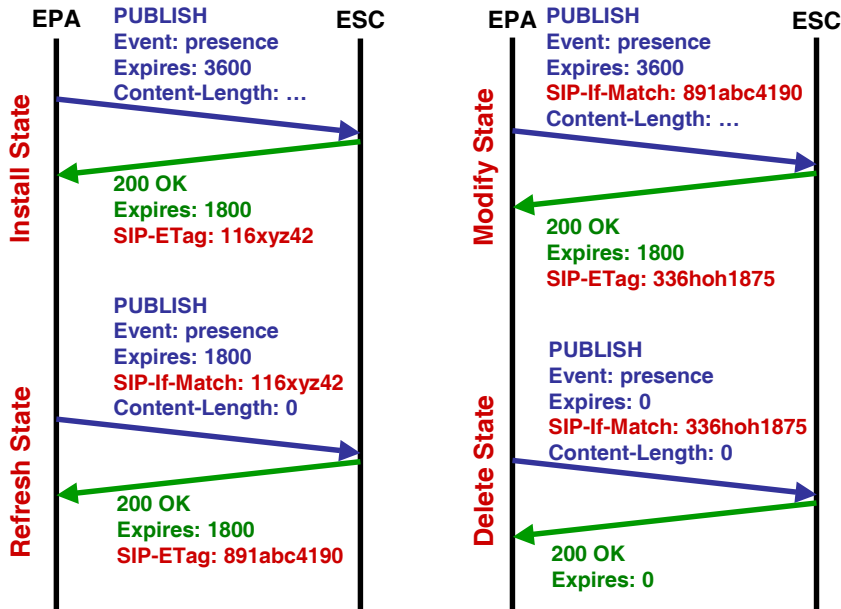 EPA
ESC
Install State
PUBLISH
Event: presence
Expires: 3600
Content-Length: …
200 OK
Expires: 1800
SIP-ETag: 116xyz42
Refresh State
PUBLISH
Event: presence
Expires: 1800
SIP-If-Match: 116xyz42
Content-Length: 0
200 OK
Expires: 1800
SIP-ETag: 891abc4190
EPA
ESC
Modify State
PUBLISH
Event: presence
Expires: 3600
SIP-If-Match: 891abc4190
Content-Length: …
200 OK
Expires: 1800
SIP-ETag: 336hoh1875
Delete State
PUBLISH
Event: presence
Expires: 0
SIP-If-Match: 336hoh1875
Content-Length: 0
200 OK
Expires: 0